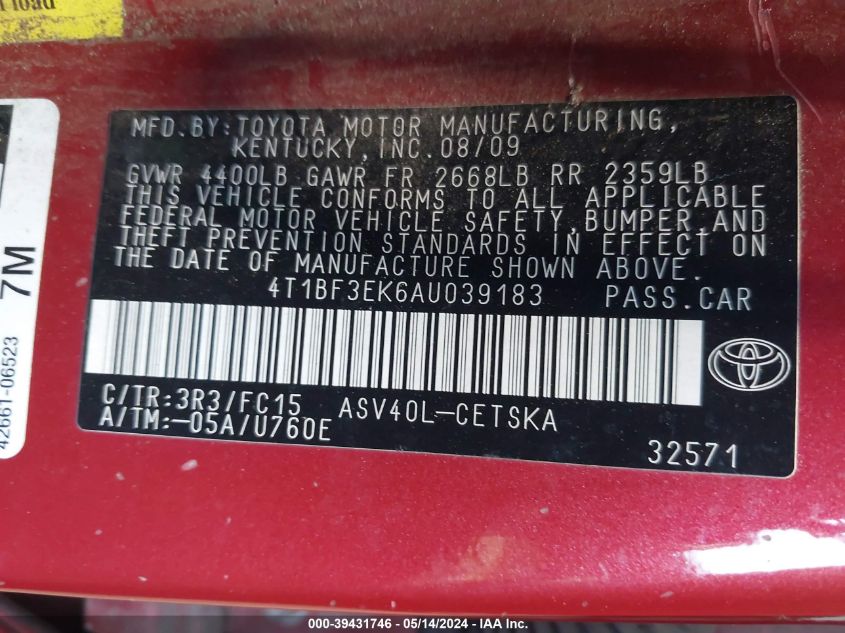 load
MFD.BY:TOYOTA MOTOR MANUFACTURING,
KENTUCKY,INC.08/09
GVWR 4400LB GAWR FR 2668LB RR 2359LB
THIS VEHICLE CONFORMS TO ALL APPLICABLE
FEDERAL MOTOR VEHICLE SAFETY,BUMPER,AND
THEFT PREVENTION STANDARDS IN EFFECT ON
THE DATE OF MANUFACTURE SHOWN ABOVE.
4T1BF3EK6AU039183 PASS.CAR
C/TR:3R3/FC15 ASV40L-CETSKA
A/TM:-05A/U760E
32571
7M
42661-06523
000-39431746 — 05/14/2024 — IAA Inc.